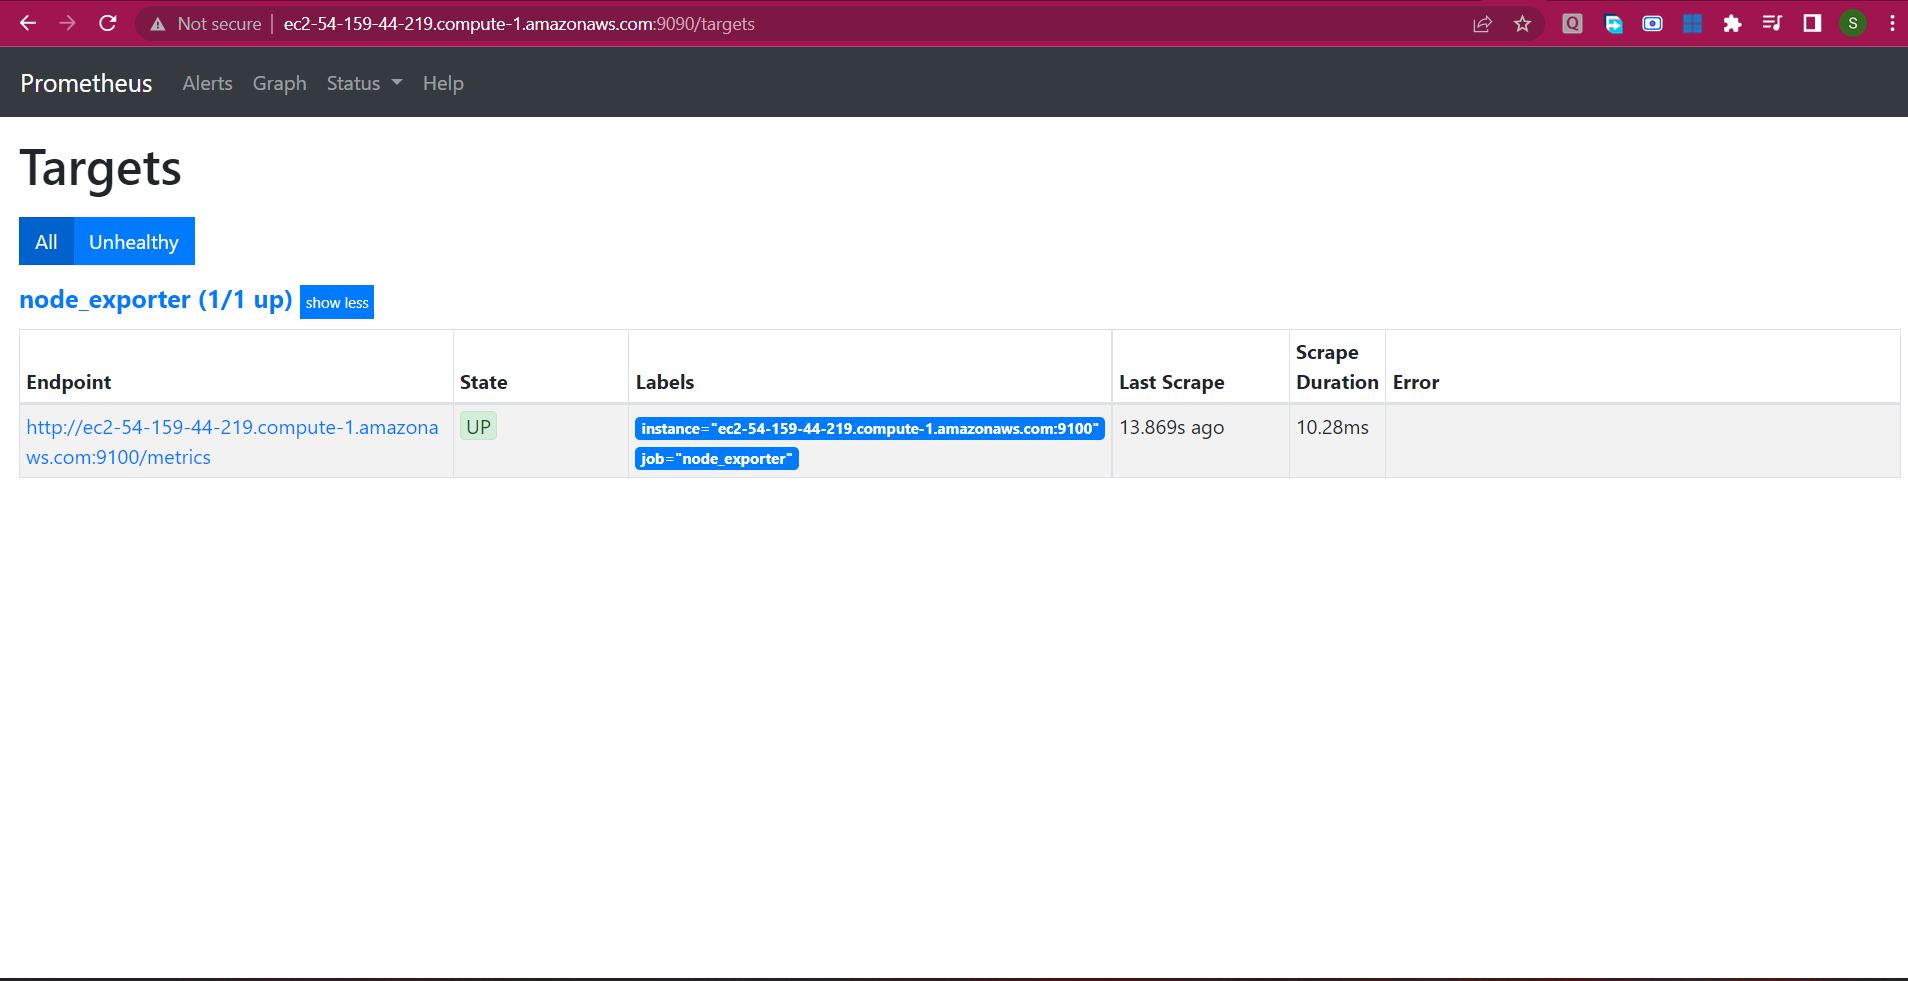 Not secure ec2-54-159-44-219.compute-1.amazonaws.com:9090/targets
S
Prometheus Alerts Graph Status Help
Targets
All Unhealthy
node_exporter (1/1 up) show less
Endpoint State Labels Last Scrape Scrape Duration Error
http://ec2-54-159-44-219.compute-1.amazona
ws.com:9100/metrics
UP
instance="ec2-54-159-44-219.compute-1.amazonaws.com:9100"
job="node_exporter"
13.869s ago
10.28ms